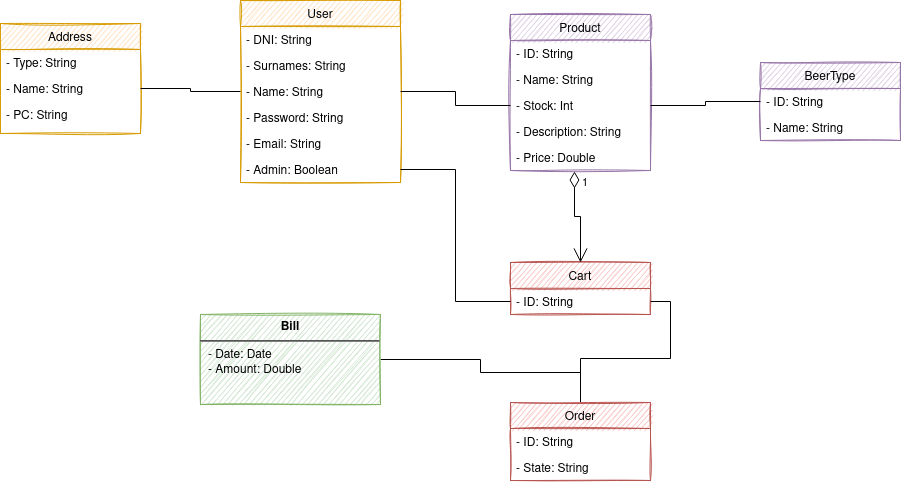 Address
- Type: String
- Name: String
- PC: String
User
- DNI: String
- Surnames: String
- Name: String
- Password: String
- Email: String
- Admin: Boolean
Product
- ID: String
- Name: String
- Stock: Int
- Description: String
- Price: Double
BeerType
- ID: String
- Name: String
1
Cart
- ID: String
Bill
- Date: Date
- Amount: Double
Order
- ID: String
- State: String